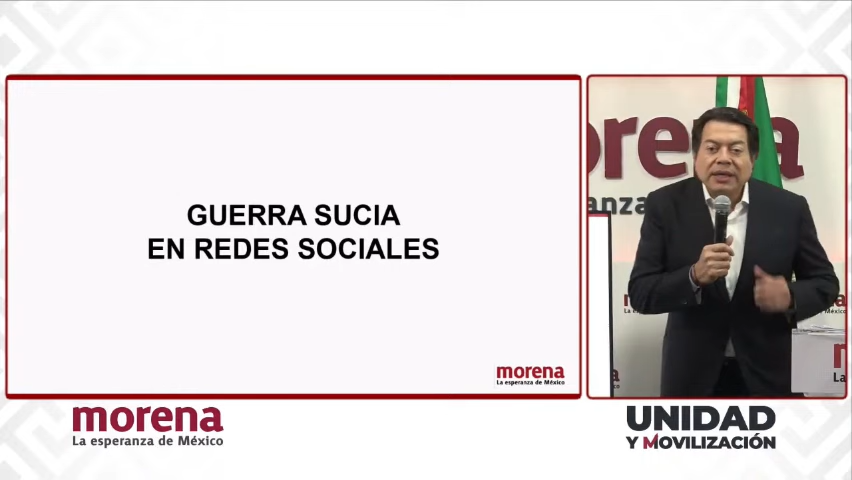 GUERRA SUCIA
EN REDES SOCIALES
morena
La esperanza de México
morena
La esperanza de México
UNIDAD
Y MOVILIZACIÓN